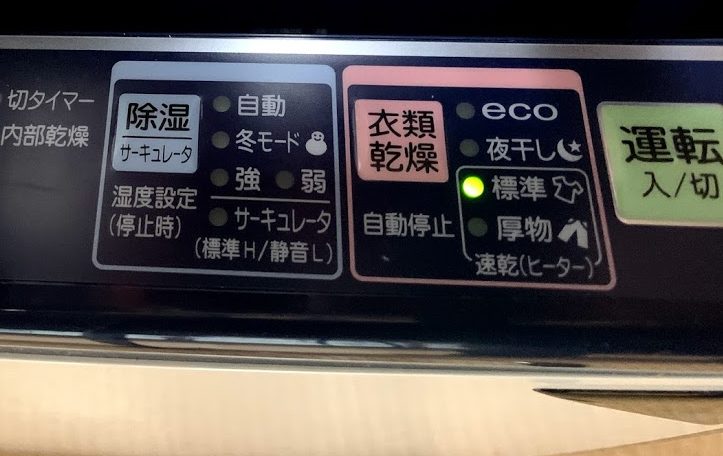 切タイマー
内部乾燥
除湿
サーキュレータ
湿度設定
(停止時)
自動
冬モード
強 弱
サーキュレータ
(標準H/静音L)
衣類
乾燥
自動停止
eco
夜干し
標準
厚物
速乾(ヒーター)
運転
入/切